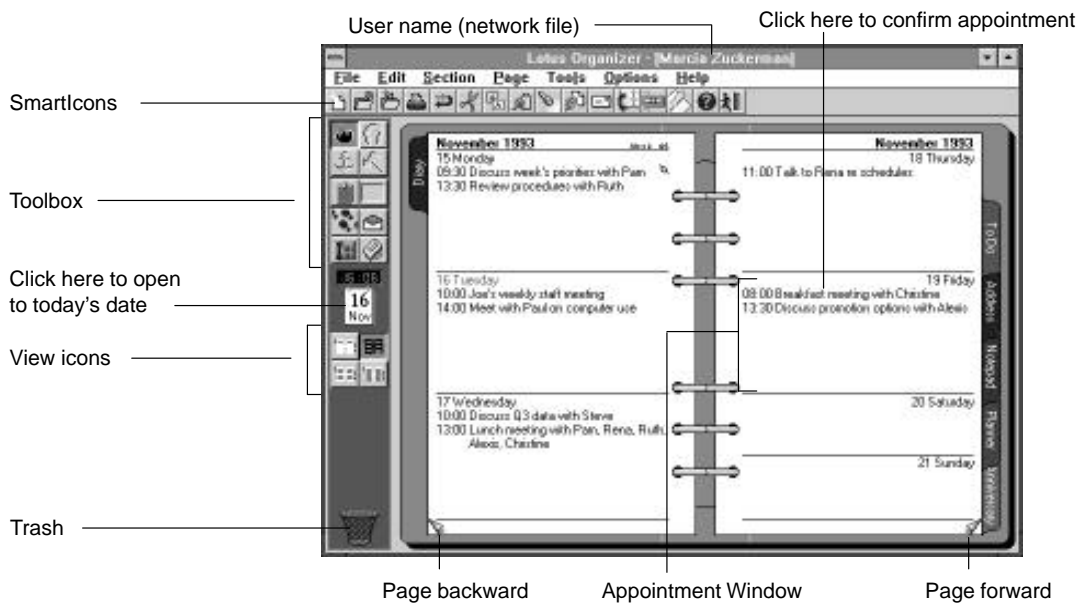 User name (network file)
Click here to confirm appointment
Lotus Organizer - [Marcia Zuckerman]
File Edit Section Page Tools Options Help
SmartIcons
Toolbox
Click here to open
to today's date
View icons
Trash
16
Nov
Diary
November 1993
15 Monday
09:30 Discuss week's priorities with Pam
13:30 Review procedures with Ruth
16 Tuesday
10:00 Joe's weekly staff meeting
14:00 Meet with Paul on computer use
17 Wednesday
10:00 Discuss Q3 data with Steve
13:00 Lunch meeting with Pam, Rena, Ruth,
Alexis, Christine
November 1993
18 Thursday
11:00 Talk to Rena re schedules
19 Friday
08:00 Breakfast meeting with Christine
13:30 Discuss promotion options with Alexis
20 Saturday
21 Sunday
To Do
Address
Notepad
Planner
Anniversary
Page backward
Appointment Window
Page forward